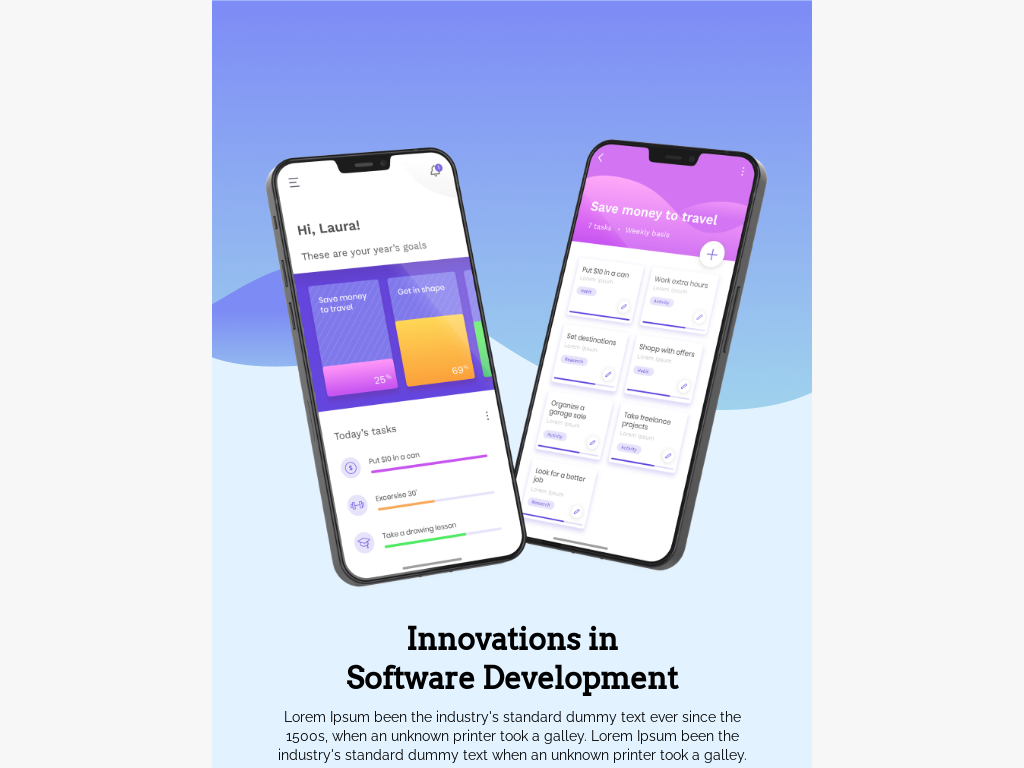 Hi, Laura!
These are your year's goals
Save money
to travel
25%
Get in shape
69%
Today's tasks
Put $10 in a can
Excersise 30'
Take a drawing lesson
Save money to travel
7 tasks • Weekly basis
Put $10 in a can
Lorem ipsum
Habit
Work extra hours
Lorem ipsum
Activity
Set destinations
Lorem ipsum
Research
Shopp with offers
Lorem ipsum
Habit
Organize a
garage sale
Lorem ipsum
Activity
Take freelance
projects
Lorem ipsum
Activity
Look for a better
job
Lorem ipsum
Research
Innovations in
Software Development
Lorem Ipsum been the industry's standard dummy text ever since the
1500s, when an unknown printer took a galley. Lorem Ipsum been the
industry's standard dummy text when an unknown printer took a galley.